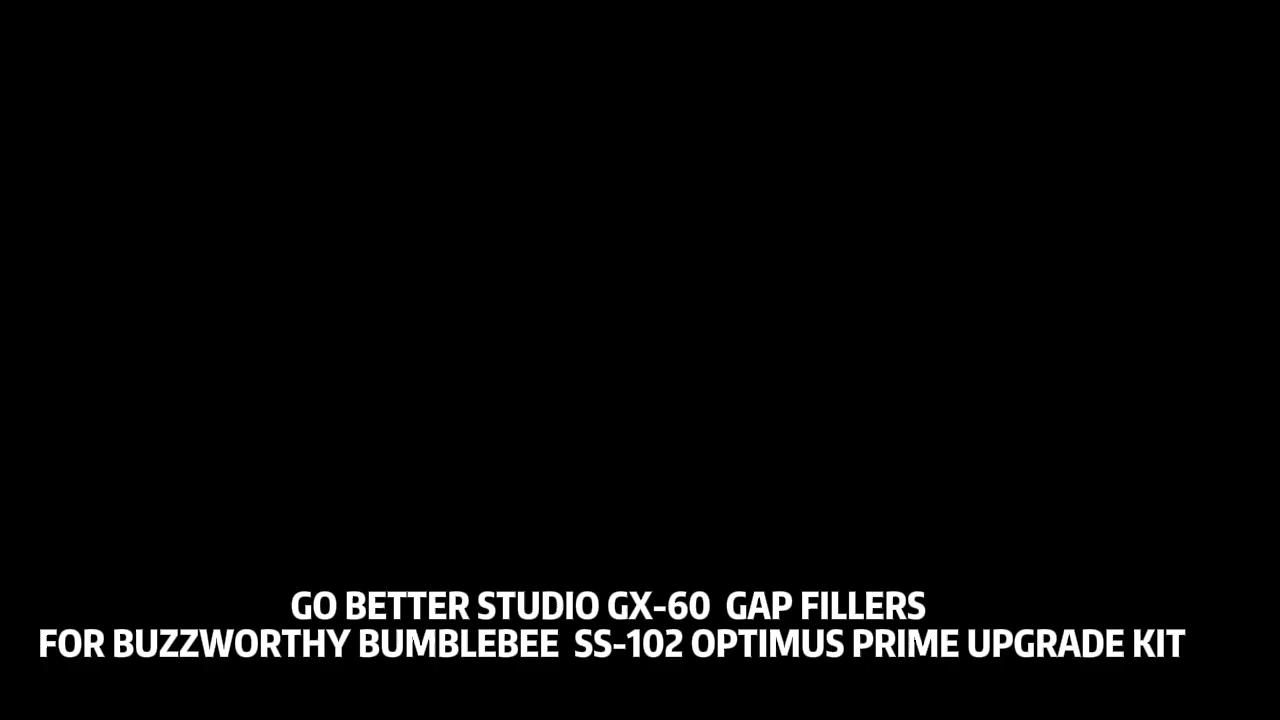 GO BETTER STUDIO GX-60 GAP FILLERS
FOR BUZZWORTHY BUMBLEBEE SS-102 OPTIMUS PRIME UPGRADE KIT